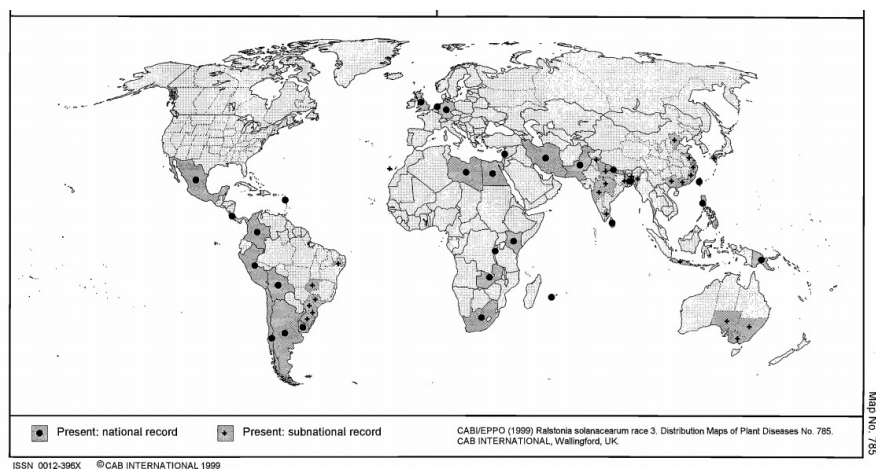 Present: national record
Present: subnational record
CABI/EPPO (1999) Ralstonia solanacearum race 3. Distribution Maps of Plant Diseases No. 785.
CAB INTERNATIONAL, Wallingford, UK.
Map No. 785
ISSN 0012-396X ©CAB INTERNATIONAL 1999